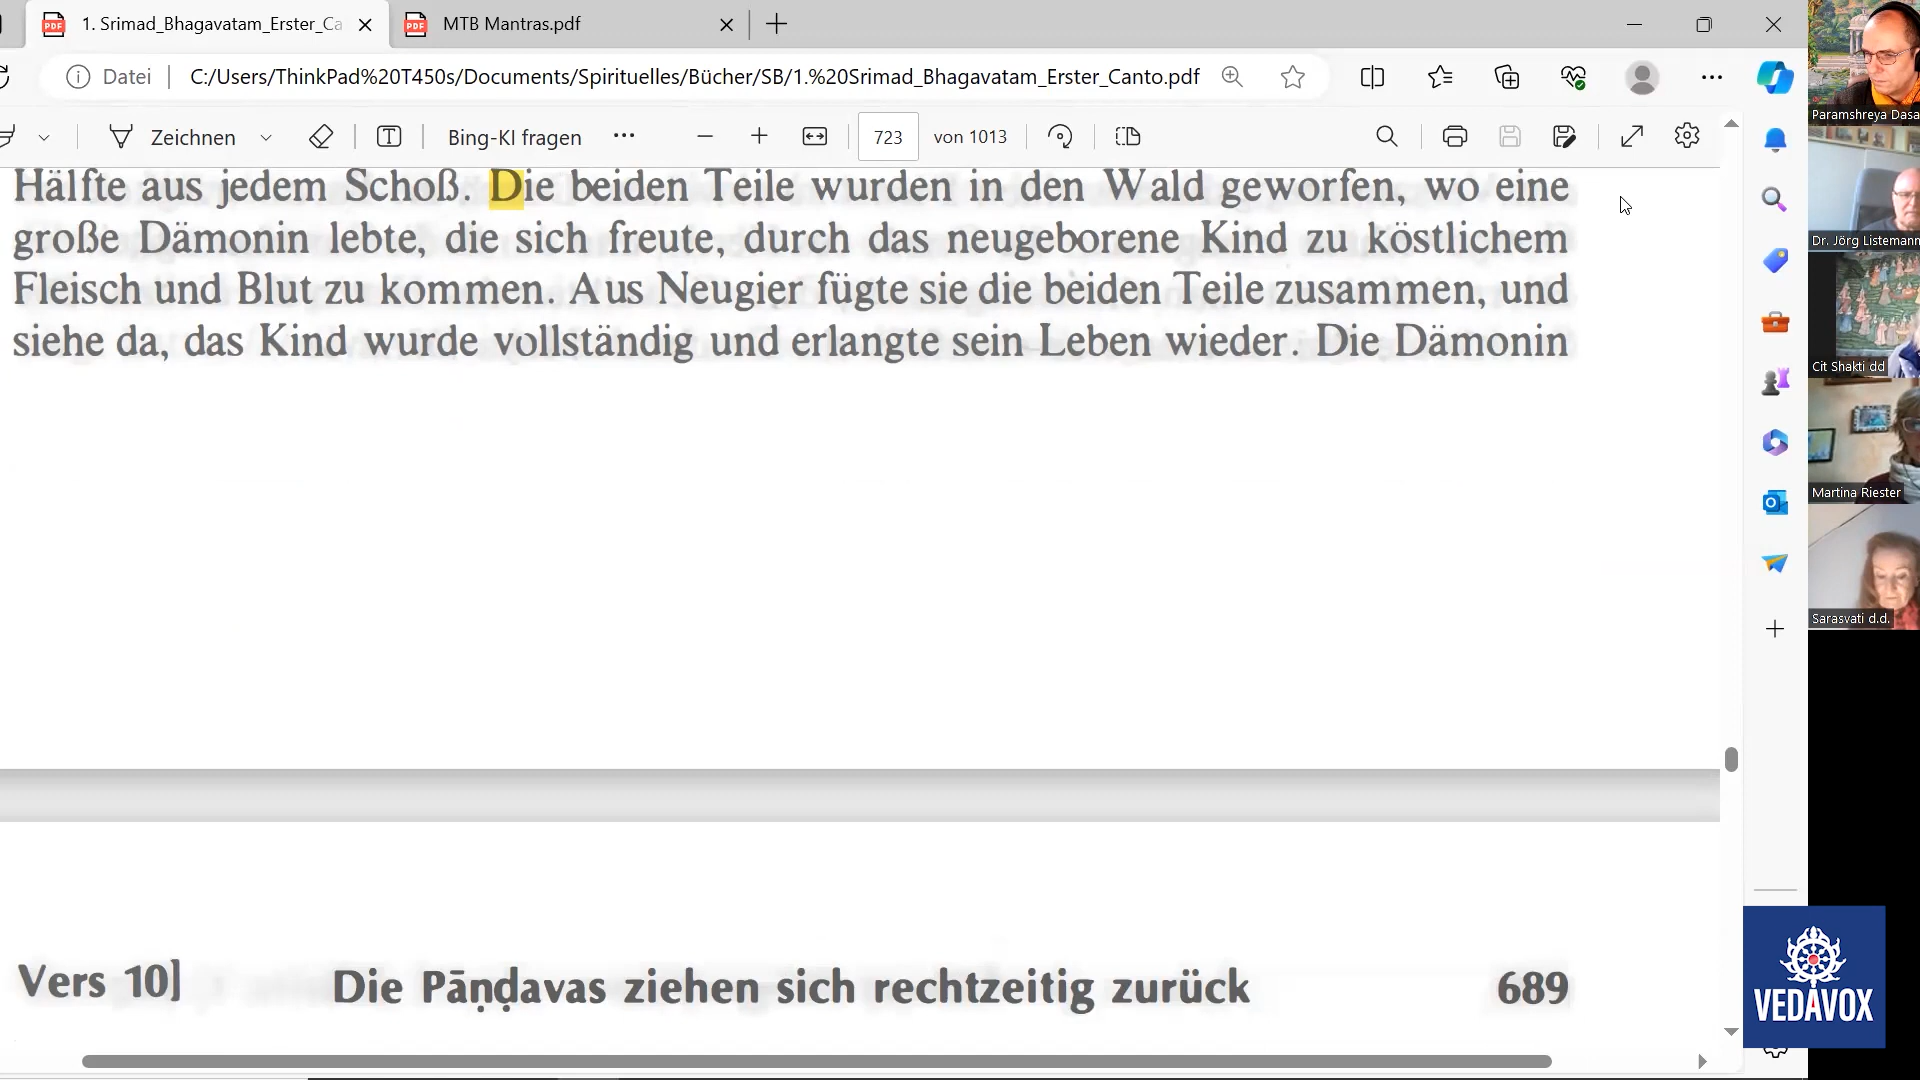 1. Srimad_Bhagavatam_Erster_Ca
MTB Mantras.pdf
Datei
C:/Users/ThinkPad%20T450s/Documents/Spirituelles/Bücher/SB/1.%20Srimad_Bhagavatam_Erster_Canto.pdf
Zeichnen
Bing-KI fragen
723 von 1013
Hälfte aus jedem Schoß. Die beiden Teile wurden in den Wald geworfen, wo eine
große Dämonin lebte, die sich freute, durch das neugeborene Kind zu köstlichem
Fleisch und Blut zu kommen. Aus Neugier fügte sie die beiden Teile zusammen, und
siehe da, das Kind wurde vollständig und erlangte sein Leben wieder. Die Dämonin
Vers 10] Die Pāṇḍavas ziehen sich rechtzeitig zurück 689
Paramshreya Dasa
Dr. Jörg Listemann
Cit Shakti dd
Martina Riester
Sarasvati d.d.
VEDAVOX